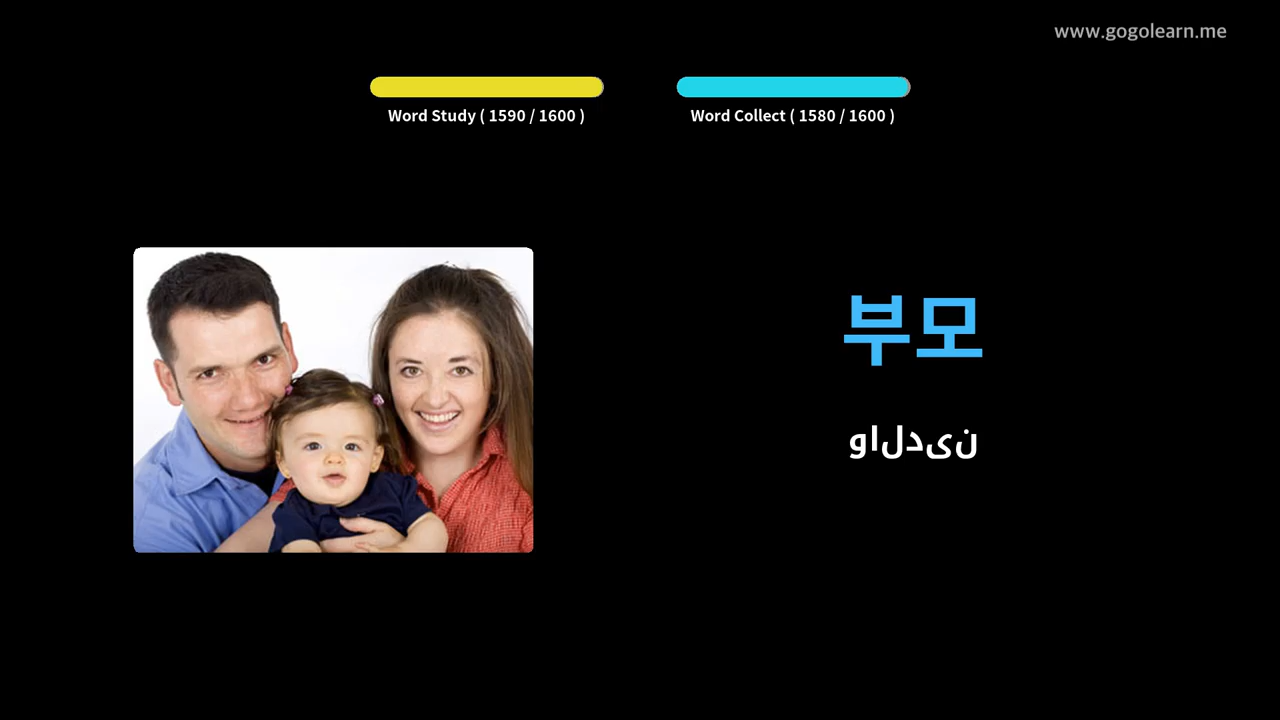 www.gogolearn.me
Word Study ( 1590 / 1600 )
Word Collect ( 1580 / 1600 )
부모
والدین